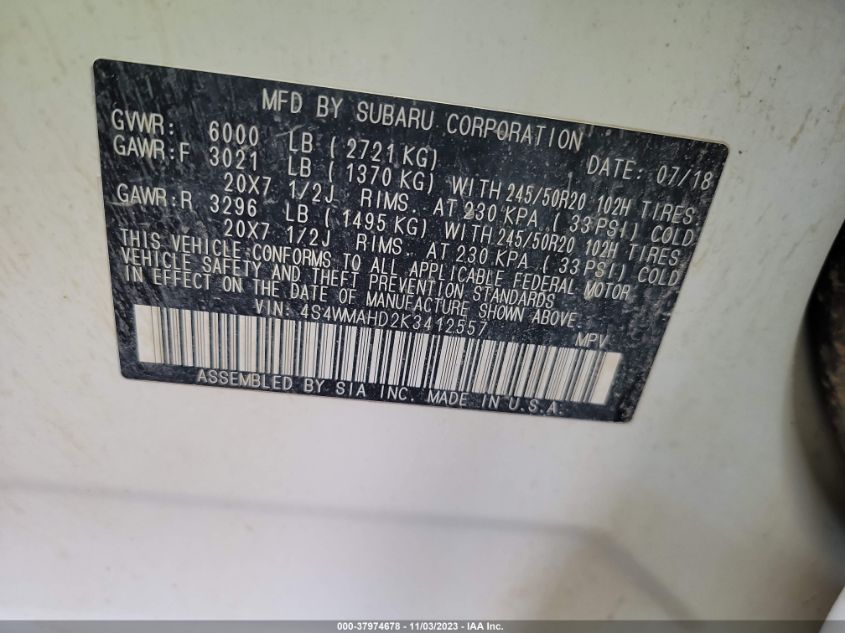 MFD BY SUBARU CORPORATION
GVWR: 6000 LB ( 2721 KG) DATE: 07/18
GAWR:F 3021 LB ( 1370 KG) WITH 245/50R20 102H TIRES
20X7 1/2J RIMS AT 230 KPA ( 33 PSI) COLD
GAWR:R 3296 LB ( 1495 KG) WITH 245/50R20 102H TIRES
20X7 1/2J RIMS AT 230 KPA ( 33 PSI) COLD
THIS VEHICLE CONFORMS TO ALL APPLICABLE FEDERAL MOTOR
VEHICLE SAFETY AND THEFT PREVENTION STANDARDS
IN EFFECT ON THE DATE OF MANUFACTURE SHOWN ABOVE.
VIN: 4S4WMAHD2K3412557 MPV
ASSEMBLED BY SIA INC. MADE IN U.S.A.
000-37974678 - 11/03/2023 - IAA Inc.